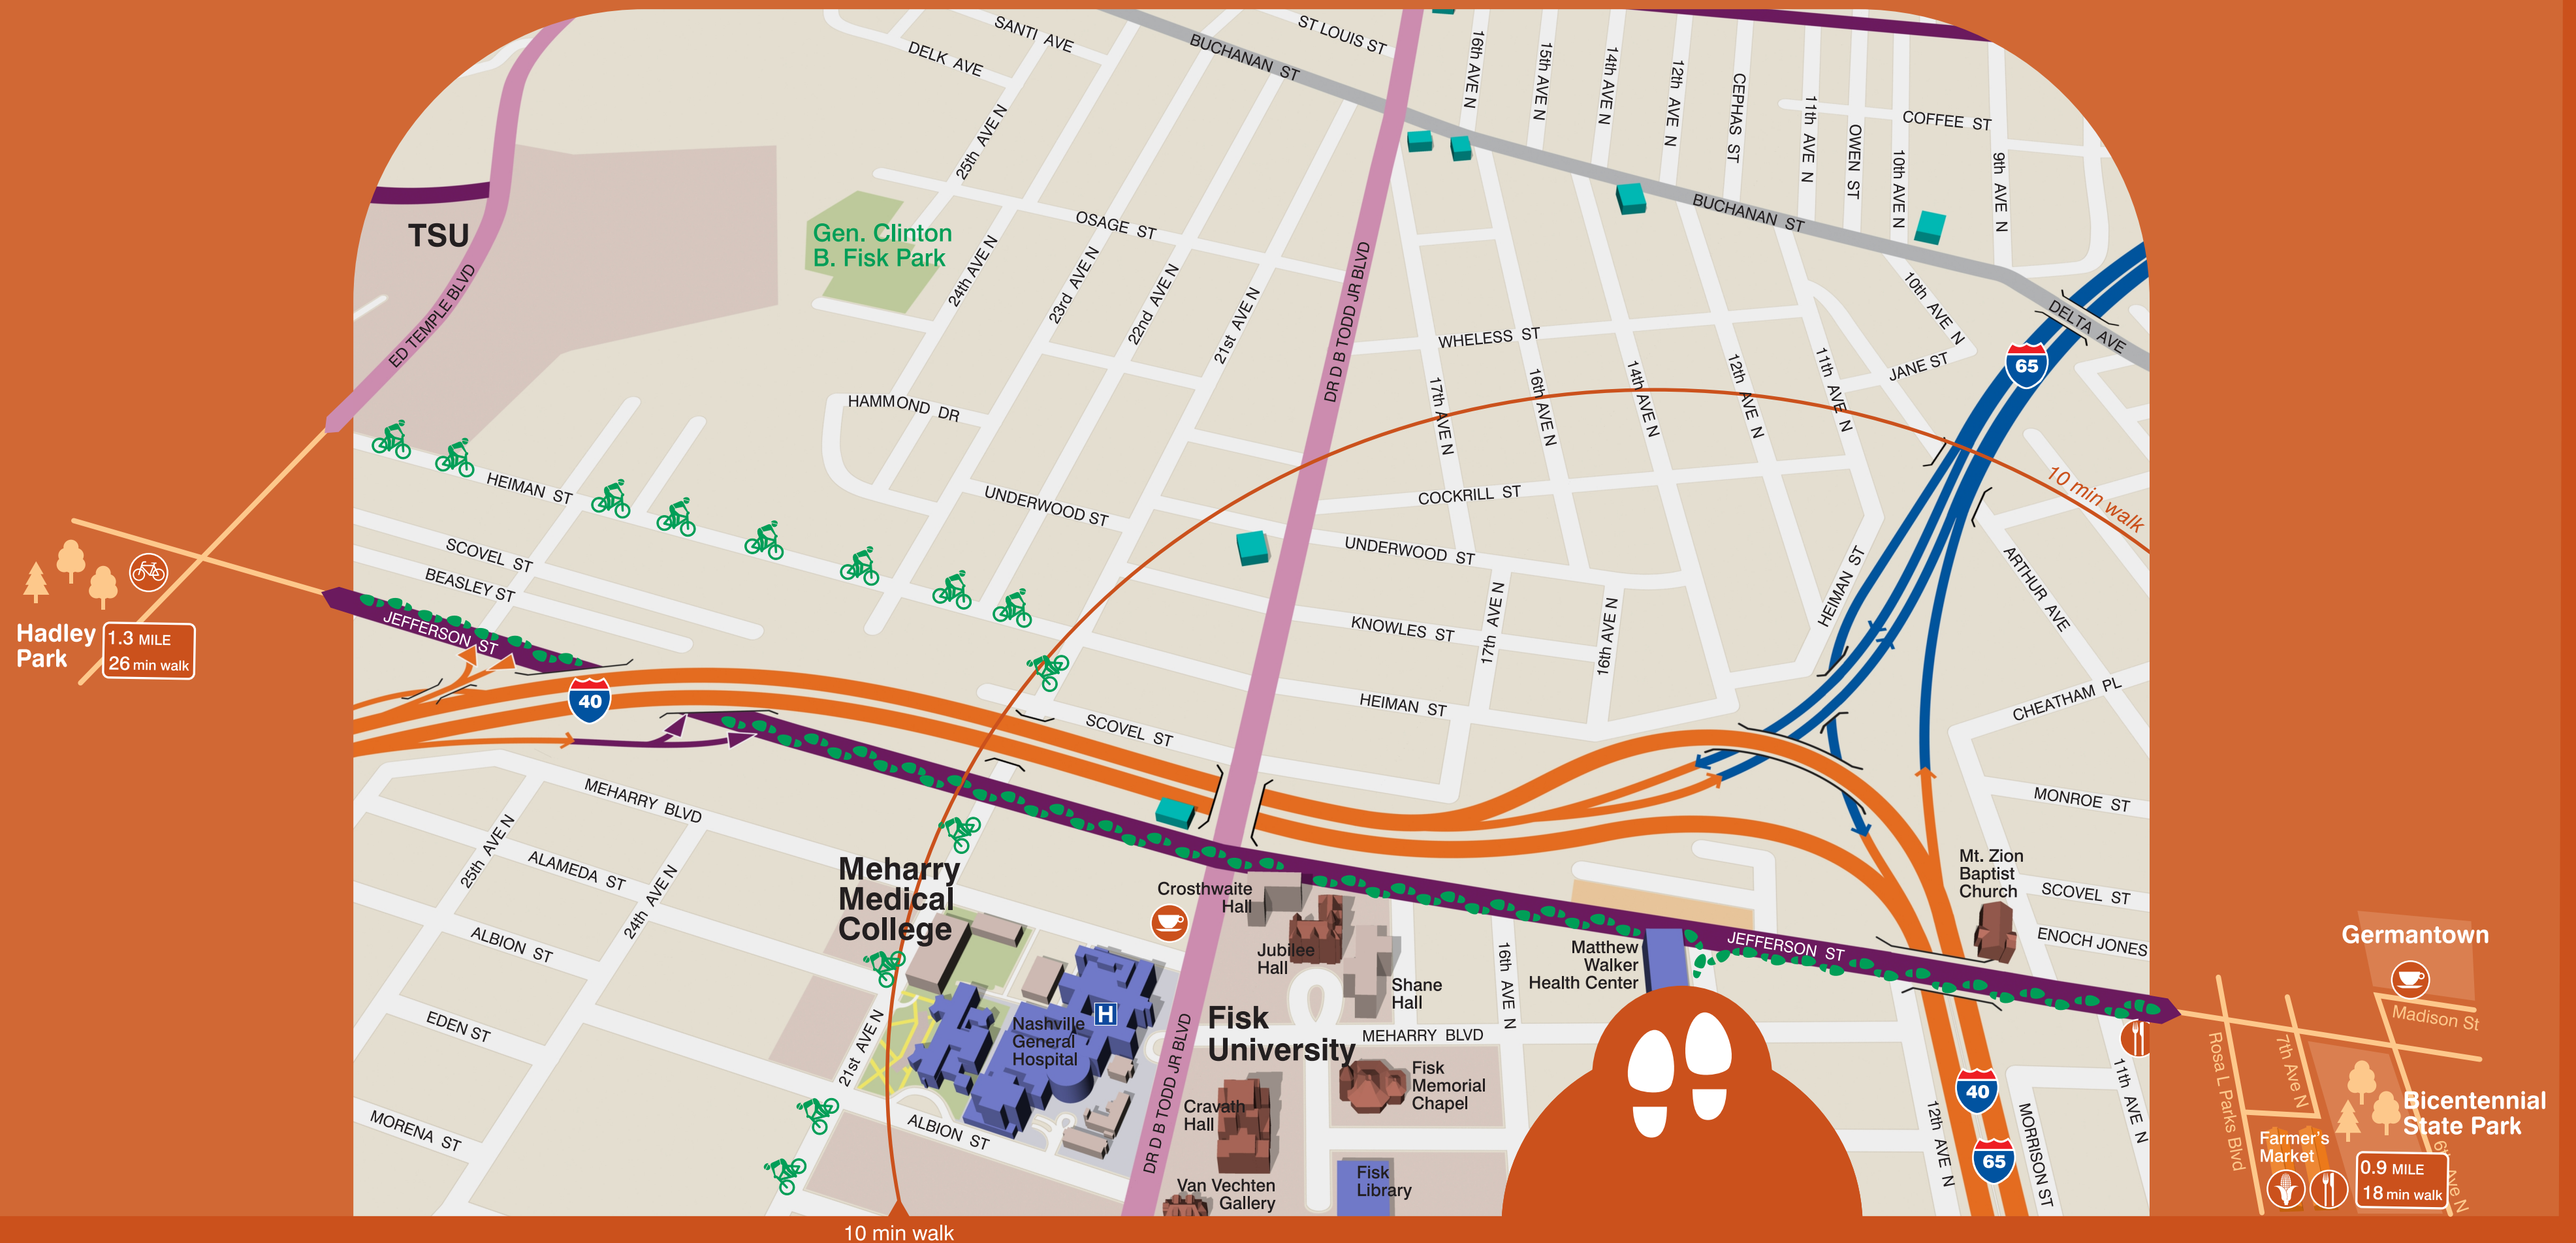 SANTI AVE
DELK AVE
BUCHANAN ST
ST LOUIS ST
16th AVE N
15th AVE N
14th AVE N
12th AVE N
CEPHAS ST
11th AVE N
OWEN ST
10th AVE N
9th AVE N
COFFEE ST
25th AVE N
TSU
Gen. Clinton
B. Fisk Park
OSAGE ST
24th AVE N
23rd AVE N
22nd AVE N
21st AVE N
DR D B TODD JR BLVD
BUCHANAN ST
10th AVE N
DELTA AVE
ED TEMPLE BLVD
WHELESS ST
JANE ST
65
17th AVE N
16th AVE N
14th AVE N
12th AVE N
11th AVE N
HAMMOND DR
HEIMAN ST
UNDERWOOD ST
COCKRILL ST
10 min walk
SCOVEL ST
BEASLEY ST
UNDERWOOD ST
HEIMAN ST
ARTHUR AVE
JEFFERSON ST
Hadley
Park
1.3 MILE
26 min walk
KNOWLES ST
17th AVE N
16th AVE N
40
SCOVEL ST
HEIMAN ST
CHEATHAM PL
MEHARRY BLVD
MONROE ST
25th AVE N
ALAMEDA ST
24th AVE N
ALBION ST
Meharry
Medical
College
Crosthwaite
Hall
Jubilee
Hall
Shane
Hall
16th AVE N
Matthew
Walker
Health Center
JEFFERSON ST
Mt. Zion
Baptist
Church
SCOVEL ST
ENOCH JONES
Germantown
Madison St
EDEN ST
21st AVE N
Nashville
General
Hospital
H
Fisk
University
MEHARRY BLVD
DR D B TODD JR BLVD
Fisk
Memorial
Chapel
Cravath
Hall
MORENA ST
ALBION ST
Van Vechten
Gallery
Fisk
Library
12th AVE N
40
65
MORRISON ST
11th AVE N
Rosa L Parks Blvd
7th Ave N
Bicentennial
State Park
6th Ave N
Farmer's
Market
0.9 MILE
18 min walk
10 min walk